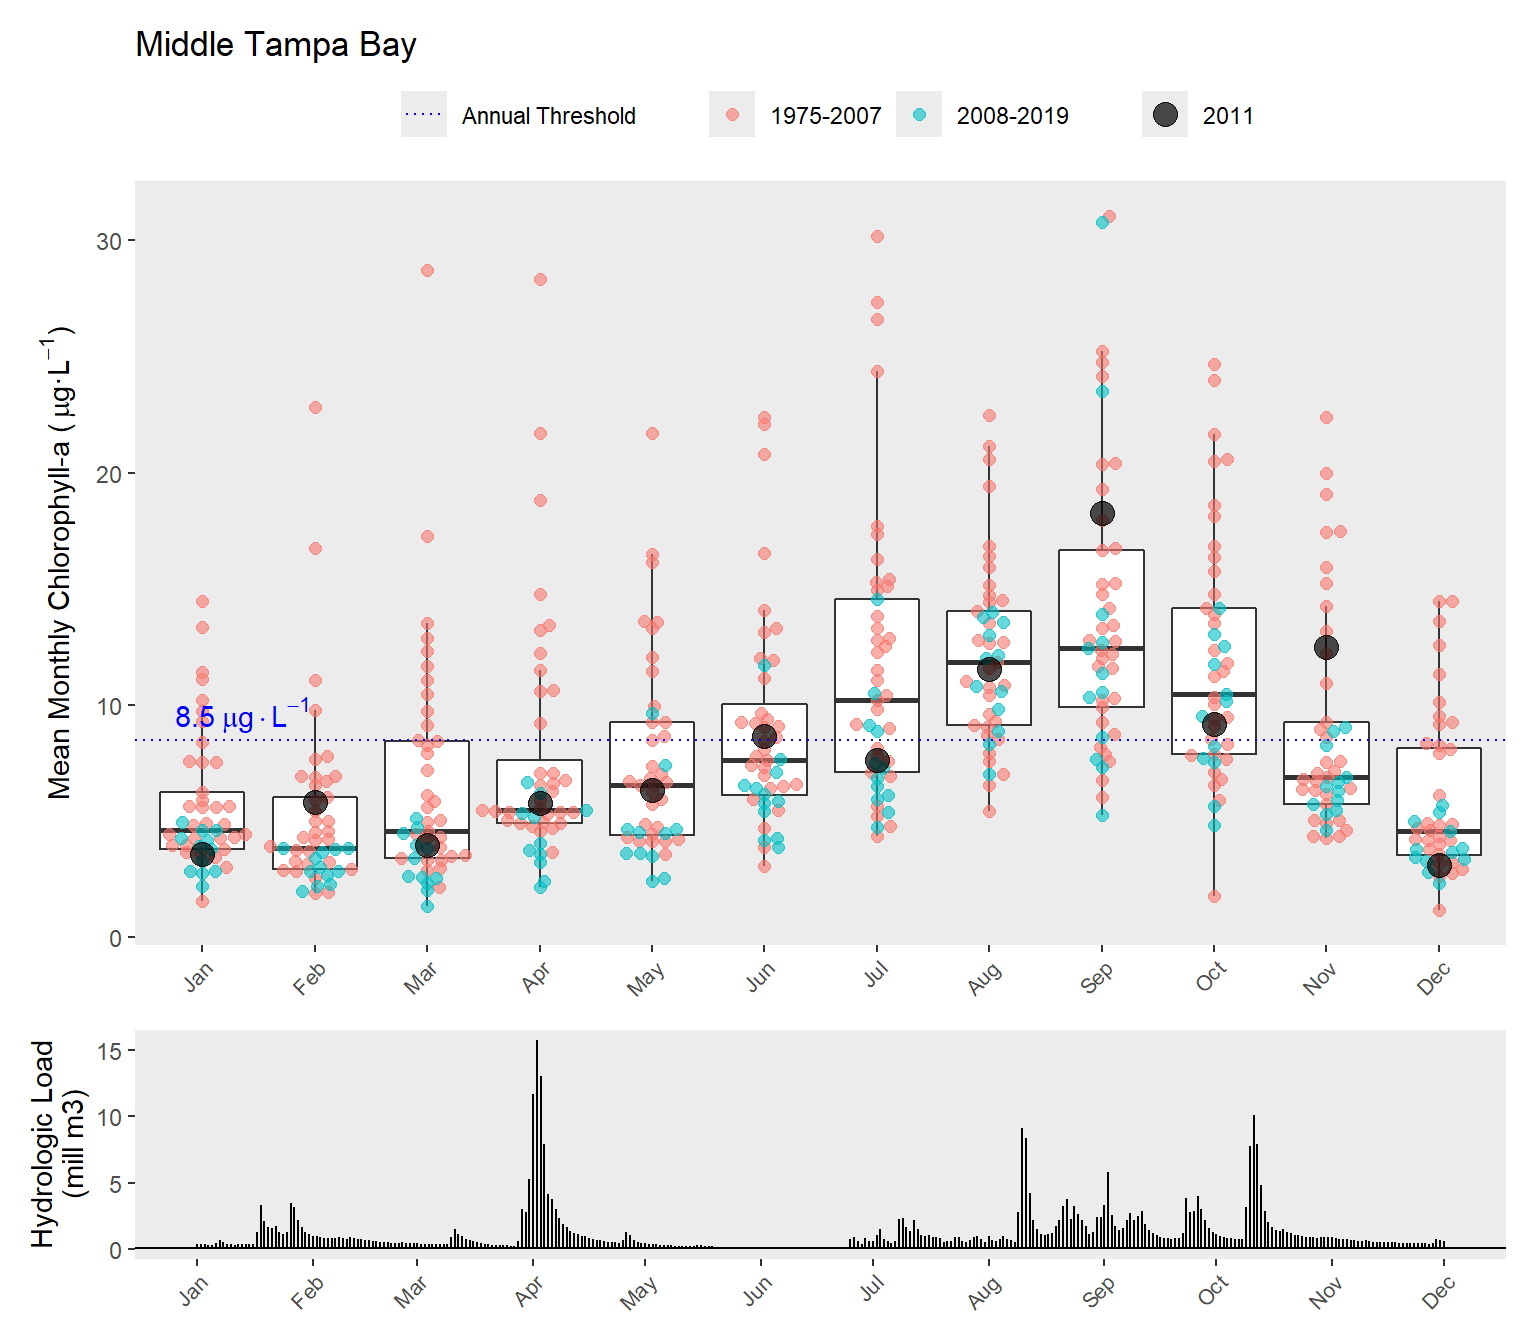 Middle Tampa Bay
Annual Threshold
1975-2007
2008-2019
2011
Mean Monthly Chlorophyll-a ( μg·L⁻¹)
30
20
10
0
8.5 μg·L⁻¹
Jan
Feb
Mar
Apr
May
Jun
Jul
Aug
Sep
Oct
Nov
Dec
Hydrologic Load
(mill m3)
15
10
5
0
Jan
Feb
Mar
Apr
May
Jun
Jul
Aug
Sep
Oct
Nov
Dec